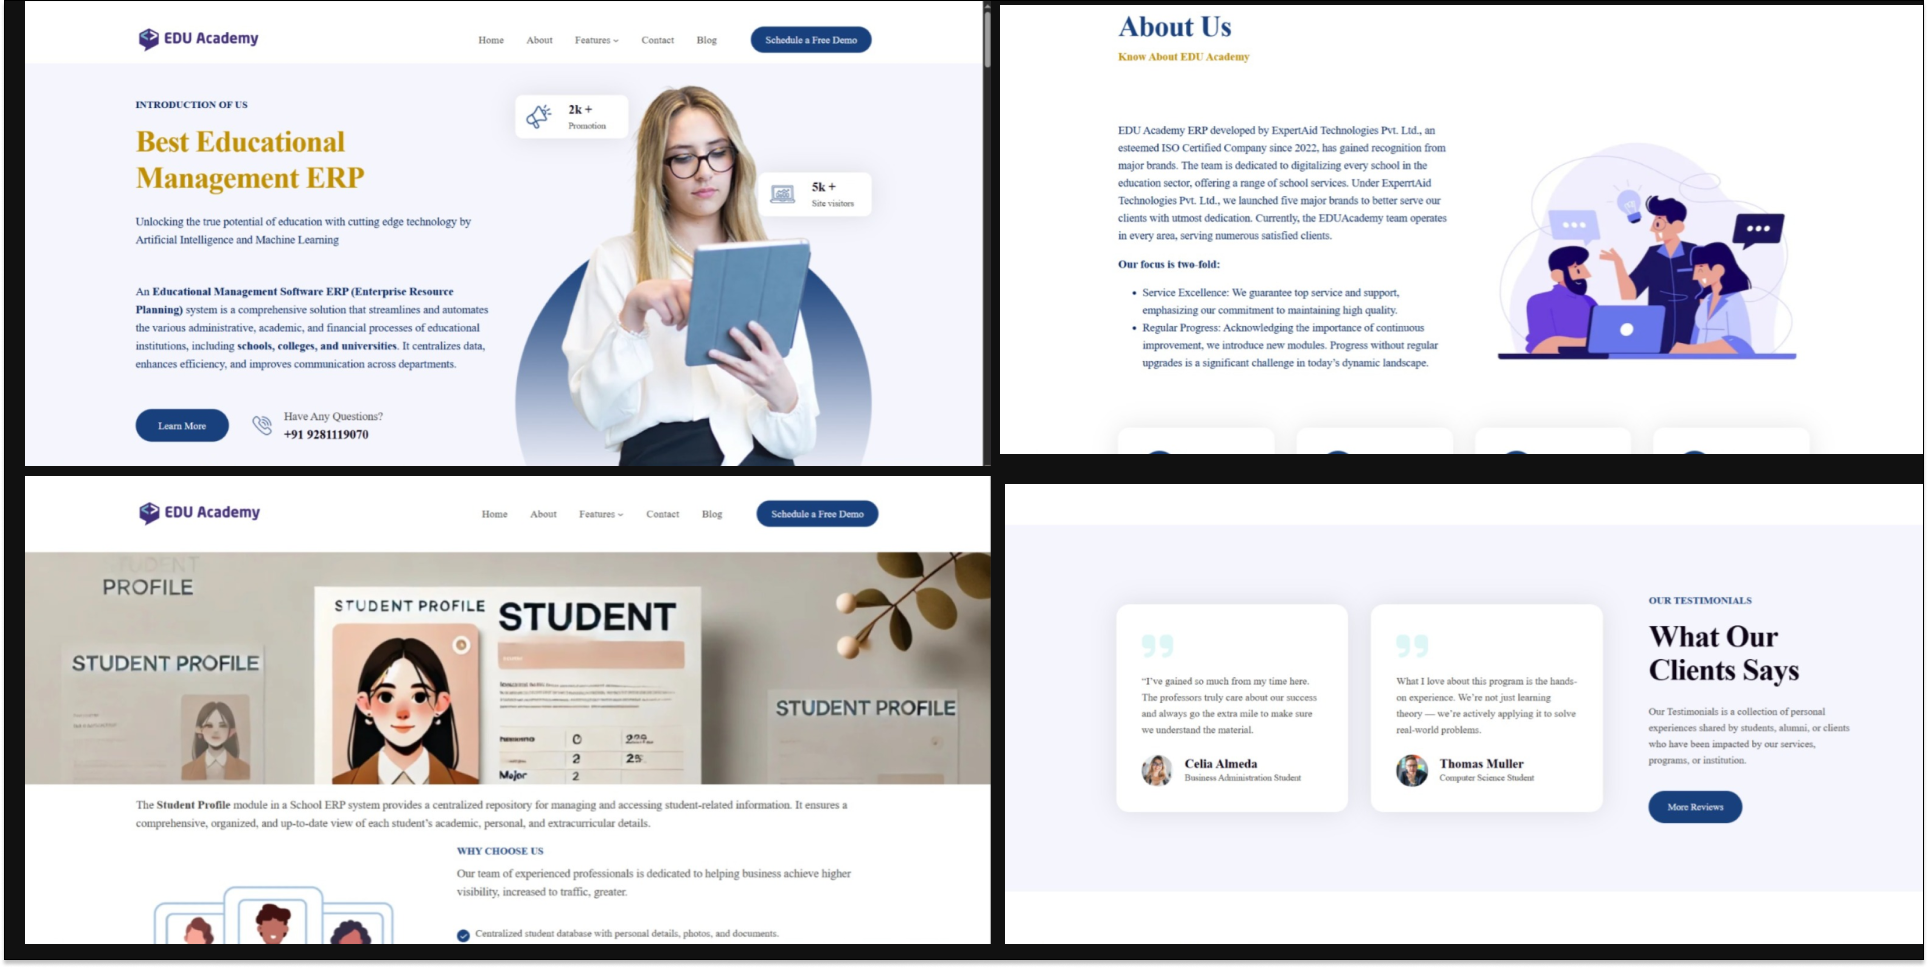 EDU Academy
Home About Features Contact Blog Schedule a Free Demo
INTRODUCTION OF US
Best Educational
Management ERP
Unlocking the true potential of education with cutting edge technology by
Artificial Intelligence and Machine Learning
An Educational Management Software ERP (Enterprise Resource
Planning) system is a comprehensive solution that streamlines and automates
the various administrative, academic, and financial processes of educational
institutions, including schools, colleges, and universities. It centralizes data,
enhances efficiency, and improves communication across departments.
Learn More
Have Any Questions?
+91 9281119070
2k +
Promotion
5k +
Site visitors
About Us
Know About EDU Academy
EDU Academy ERP developed by ExpertAid Technologies Pvt. Ltd., an
esteemed ISO Certified Company since 2022, has gained recognition from
major brands. The team is dedicated to digitalizing every school in the
education sector, offering a range of school services. Under ExperrtAid
Technologies Pvt. Ltd., we launched five major brands to better serve our
clients with utmost dedication. Currently, the EDUAcademy team operates
in every area, serving numerous satisfied clients.
Our focus is two-fold:
• Service Excellence: We guarantee top service and support,
emphasizing our commitment to maintaining high quality.
• Regular Progress: Acknowledging the importance of continuous
improvement, we introduce new modules. Progress without regular
upgrades is a significant challenge in today's dynamic landscape.
EDU Academy
Home About Features Contact Blog Schedule a Free Demo
STUDENT
PROFILE
STUDENT PROFILE
STUDENT PROFILE
STUDENT
Major
0
2 25
2
STUDENT PROFILE
The Student Profile module in a School ERP system provides a centralized repository for managing and accessing student-related information. It ensures a
comprehensive, organized, and up-to-date view of each student's academic, personal, and extracurricular details.
WHY CHOOSE US
Our team of experienced professionals is dedicated to helping business achieve higher
visibility, increased to traffic, greater.
Centralized student database with personal details, photos, and documents.
"I've gained so much from my time here.
The professors truly care about our success
and always go the extra mile to make sure
we understand the material.
Celia Almeda
Business Administration Student
What I love about this program is the hands-
on experience. We're not just learning
theory — we're actively applying it to solve
real-world problems.
Thomas Muller
Computer Science Student
OUR TESTIMONIALS
What Our
Clients Says
Our Testimonials is a collection of personal
experiences shared by students, alumni, or clients
who have been impacted by our services,
programs, or institution.
More Reviews